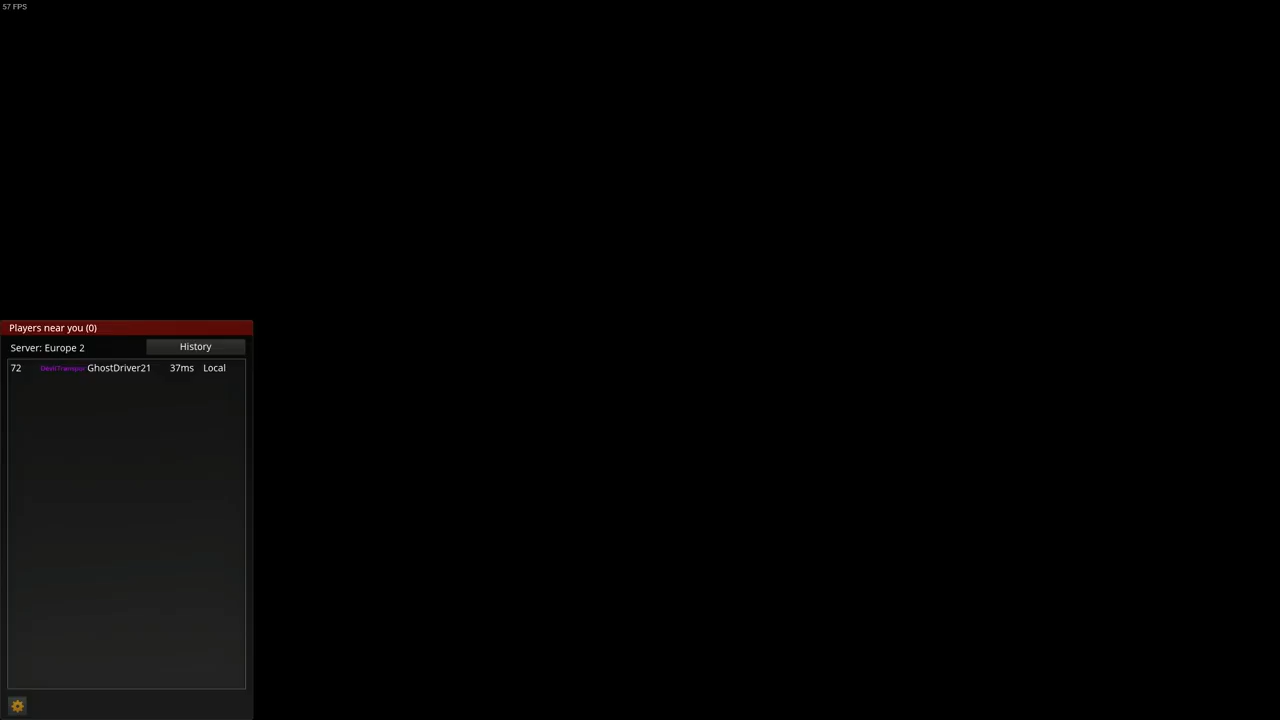 57 FPS
Players near you (0)
Server: Europe 2 History
72 GhostDriver21 37ms Local